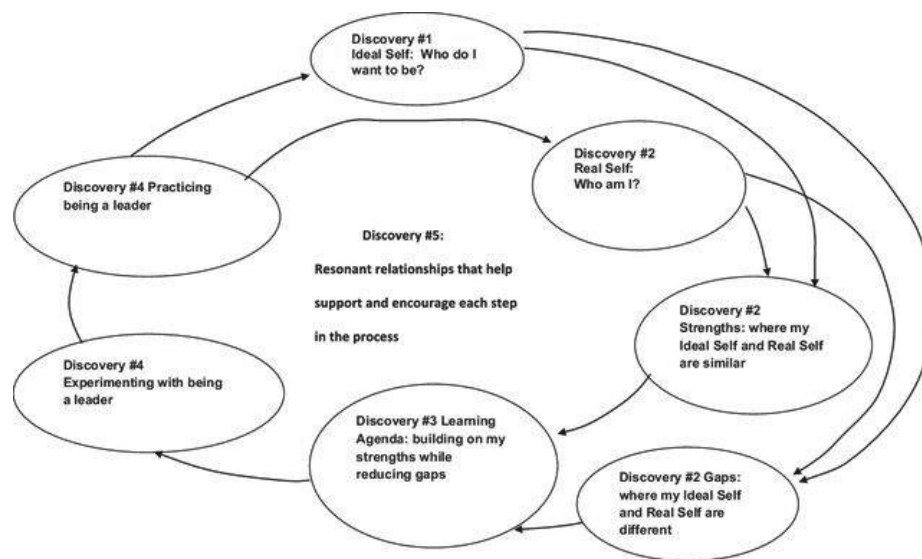 Discovery #1
Ideal Self: Who do I
want to be?
Discovery #2
Real Self:
Who am I?
Discovery #4 Practicing
being a leader
Discovery #5:
Resonant relationships that help
support and encourage each step
in the process
Discovery #2
Strengths: where my
Ideal Self and Real Self
are similar
Discovery #4
Experimenting with being
a leader
Discovery #3 Learning
Agenda: building on my
strengths while
reducing gaps
Discovery #2 Gaps:
where my Ideal Self
and Real Self are
different